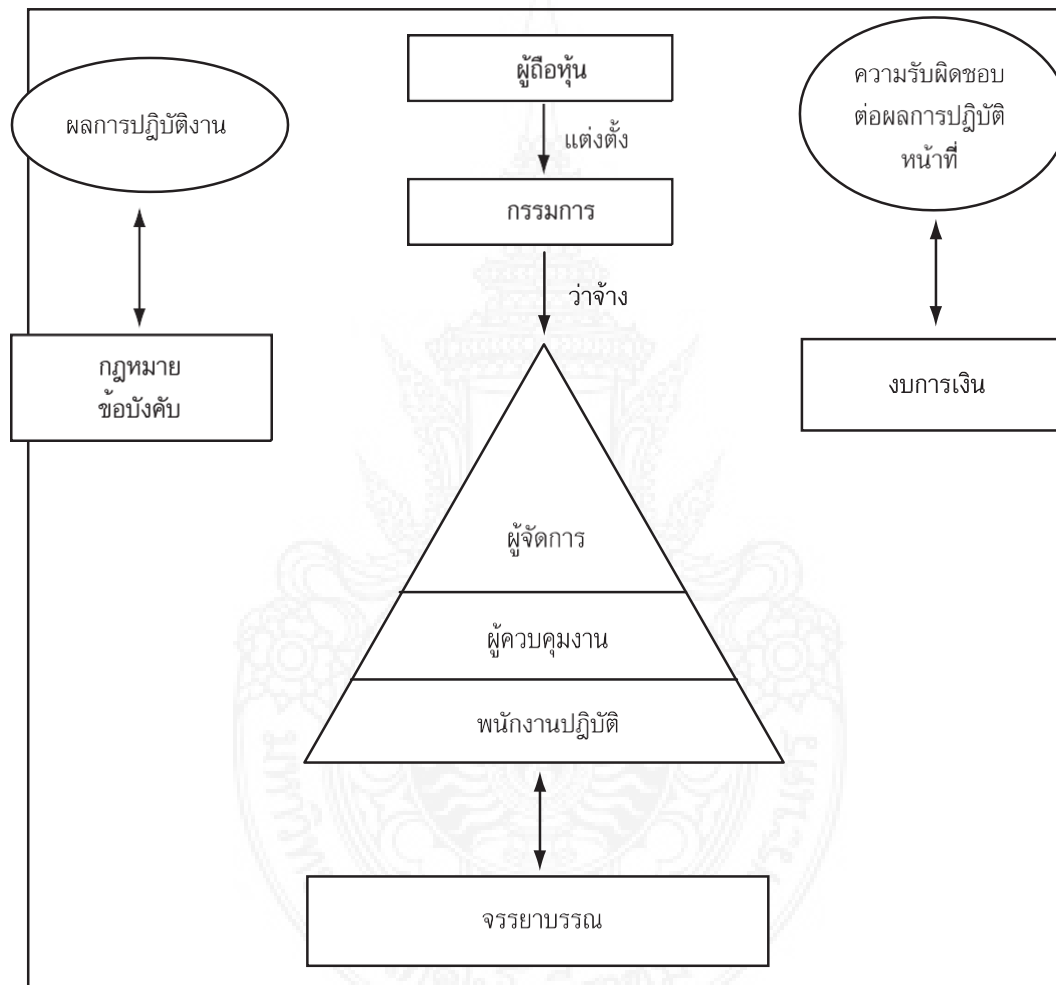 ผู้ถือหุ้น
ความรับผิดชอบ
ต่อผลการปฎิบัติ
หน้าที่
ผลการปฎิบัติงาน
แต่งตั้ง
กรรมการ
ว่าจ้าง
กฎหมาย
ข้อบังคับ
งบการเงิน
ผู้จัดการ
ผู้ควบคุมงาน
พนักงานปฎิบัติ
จรรยาบรรณ